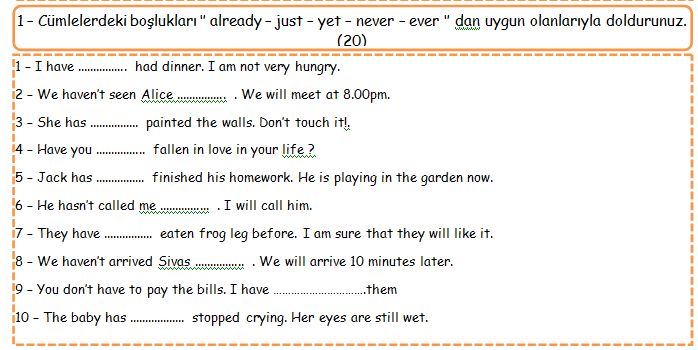 1 – Cümlelerdeki boşlukları " already – just – yet – never – ever " dan uygun olanlarıyla doldurunuz.
(20)
1 – I have ............... had dinner. I am not very hungry.
2 – We haven't seen Alice ............... . We will meet at 8.00pm.
3 – She has ............... painted the walls. Don't touch it!.
4 – Have you ............... fallen in love in your life ?
5 – Jack has ............... finished his homework. He is playing in the garden now.
6 – He hasn't called me ............... . I will call him.
7 – They have ............... eaten frog leg before. I am sure that they will like it.
8 – We haven't arrived Sivas ............... . We will arrive 10 minutes later.
9 – You don't have to pay the bills. I have ...............................them
10 – The baby has .................. stopped crying. Her eyes are still wet.